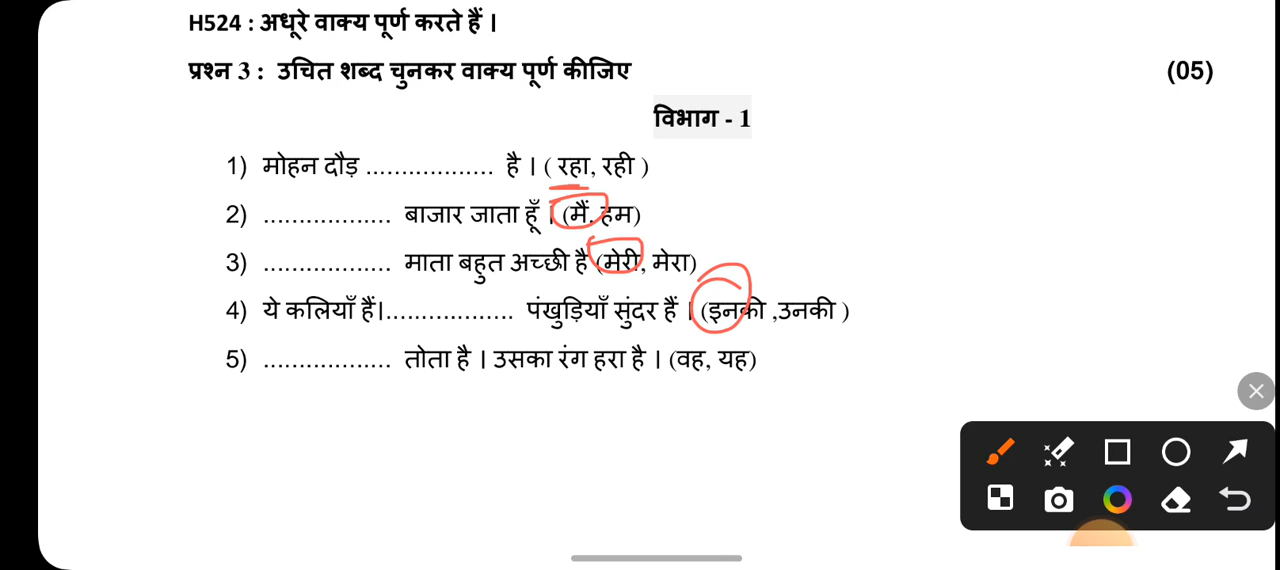 H524 : अधूरे वाक्य पूर्ण करते हैं ।
प्रश्न 3 : उचित शब्द चुनकर वाक्य पूर्ण कीजिए (05)
विभाग - 1
1) मोहन दौड़ .................. है । ( रहा, रही )
2) .................. बाजार जाता हूँ । (मैं, हम)
3) .................. माता बहुत अच्छी है (मेरी, मेरा)
4) ये कलियाँ हैं।.................. पंखुड़ियाँ सुंदर हैं । (इनकी ,उनकी )
5) .................. तोता है । उसका रंग हरा है । (वह, यह)